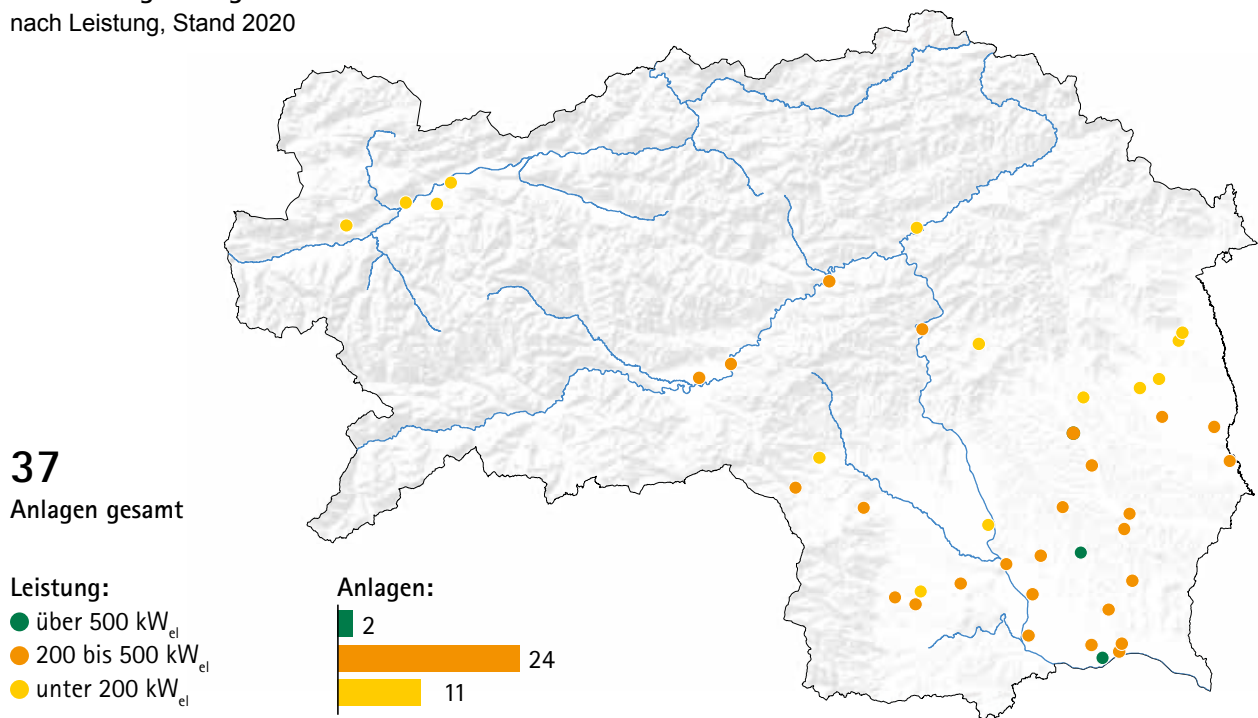 nach Leistung, Stand 2020
37
Anlagen gesamt
Leistung:
über 500 kWel
200 bis 500 kWel
unter 200 kWel
Anlagen:
2
24
11